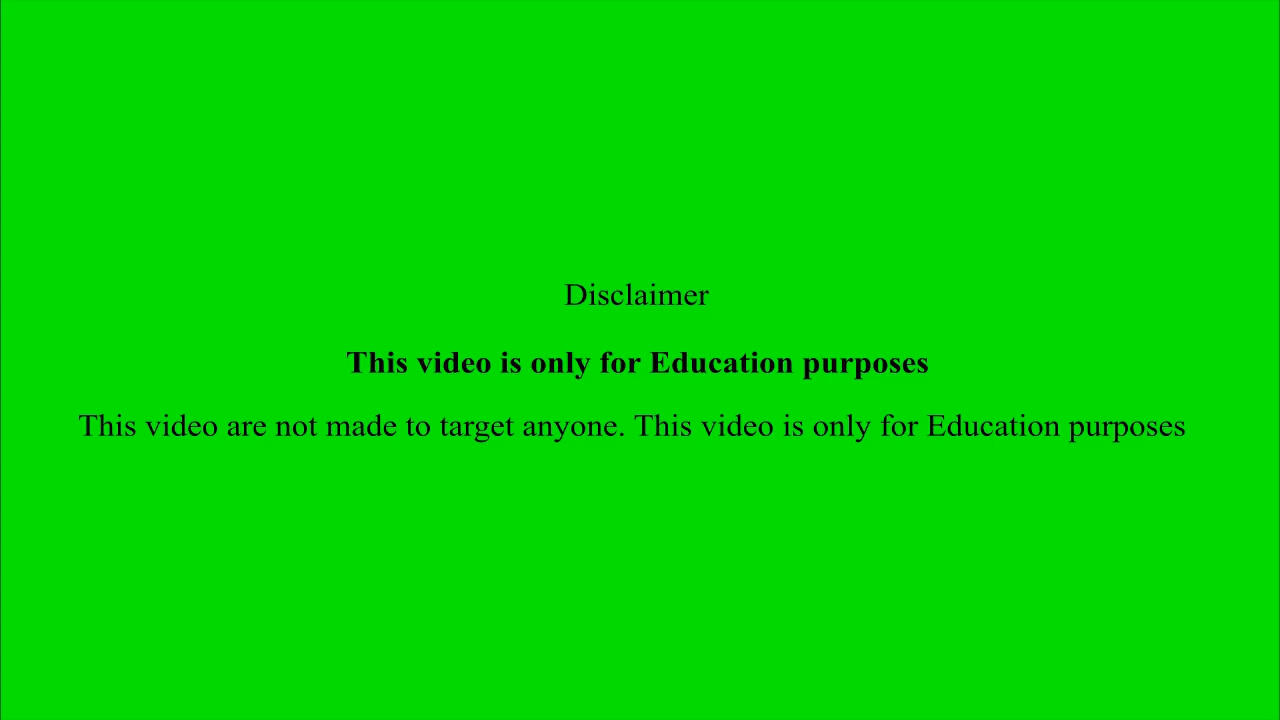 Disclaimer
This video is only for Education purposes
This video are not made to target anyone. This video is only for Education purposes